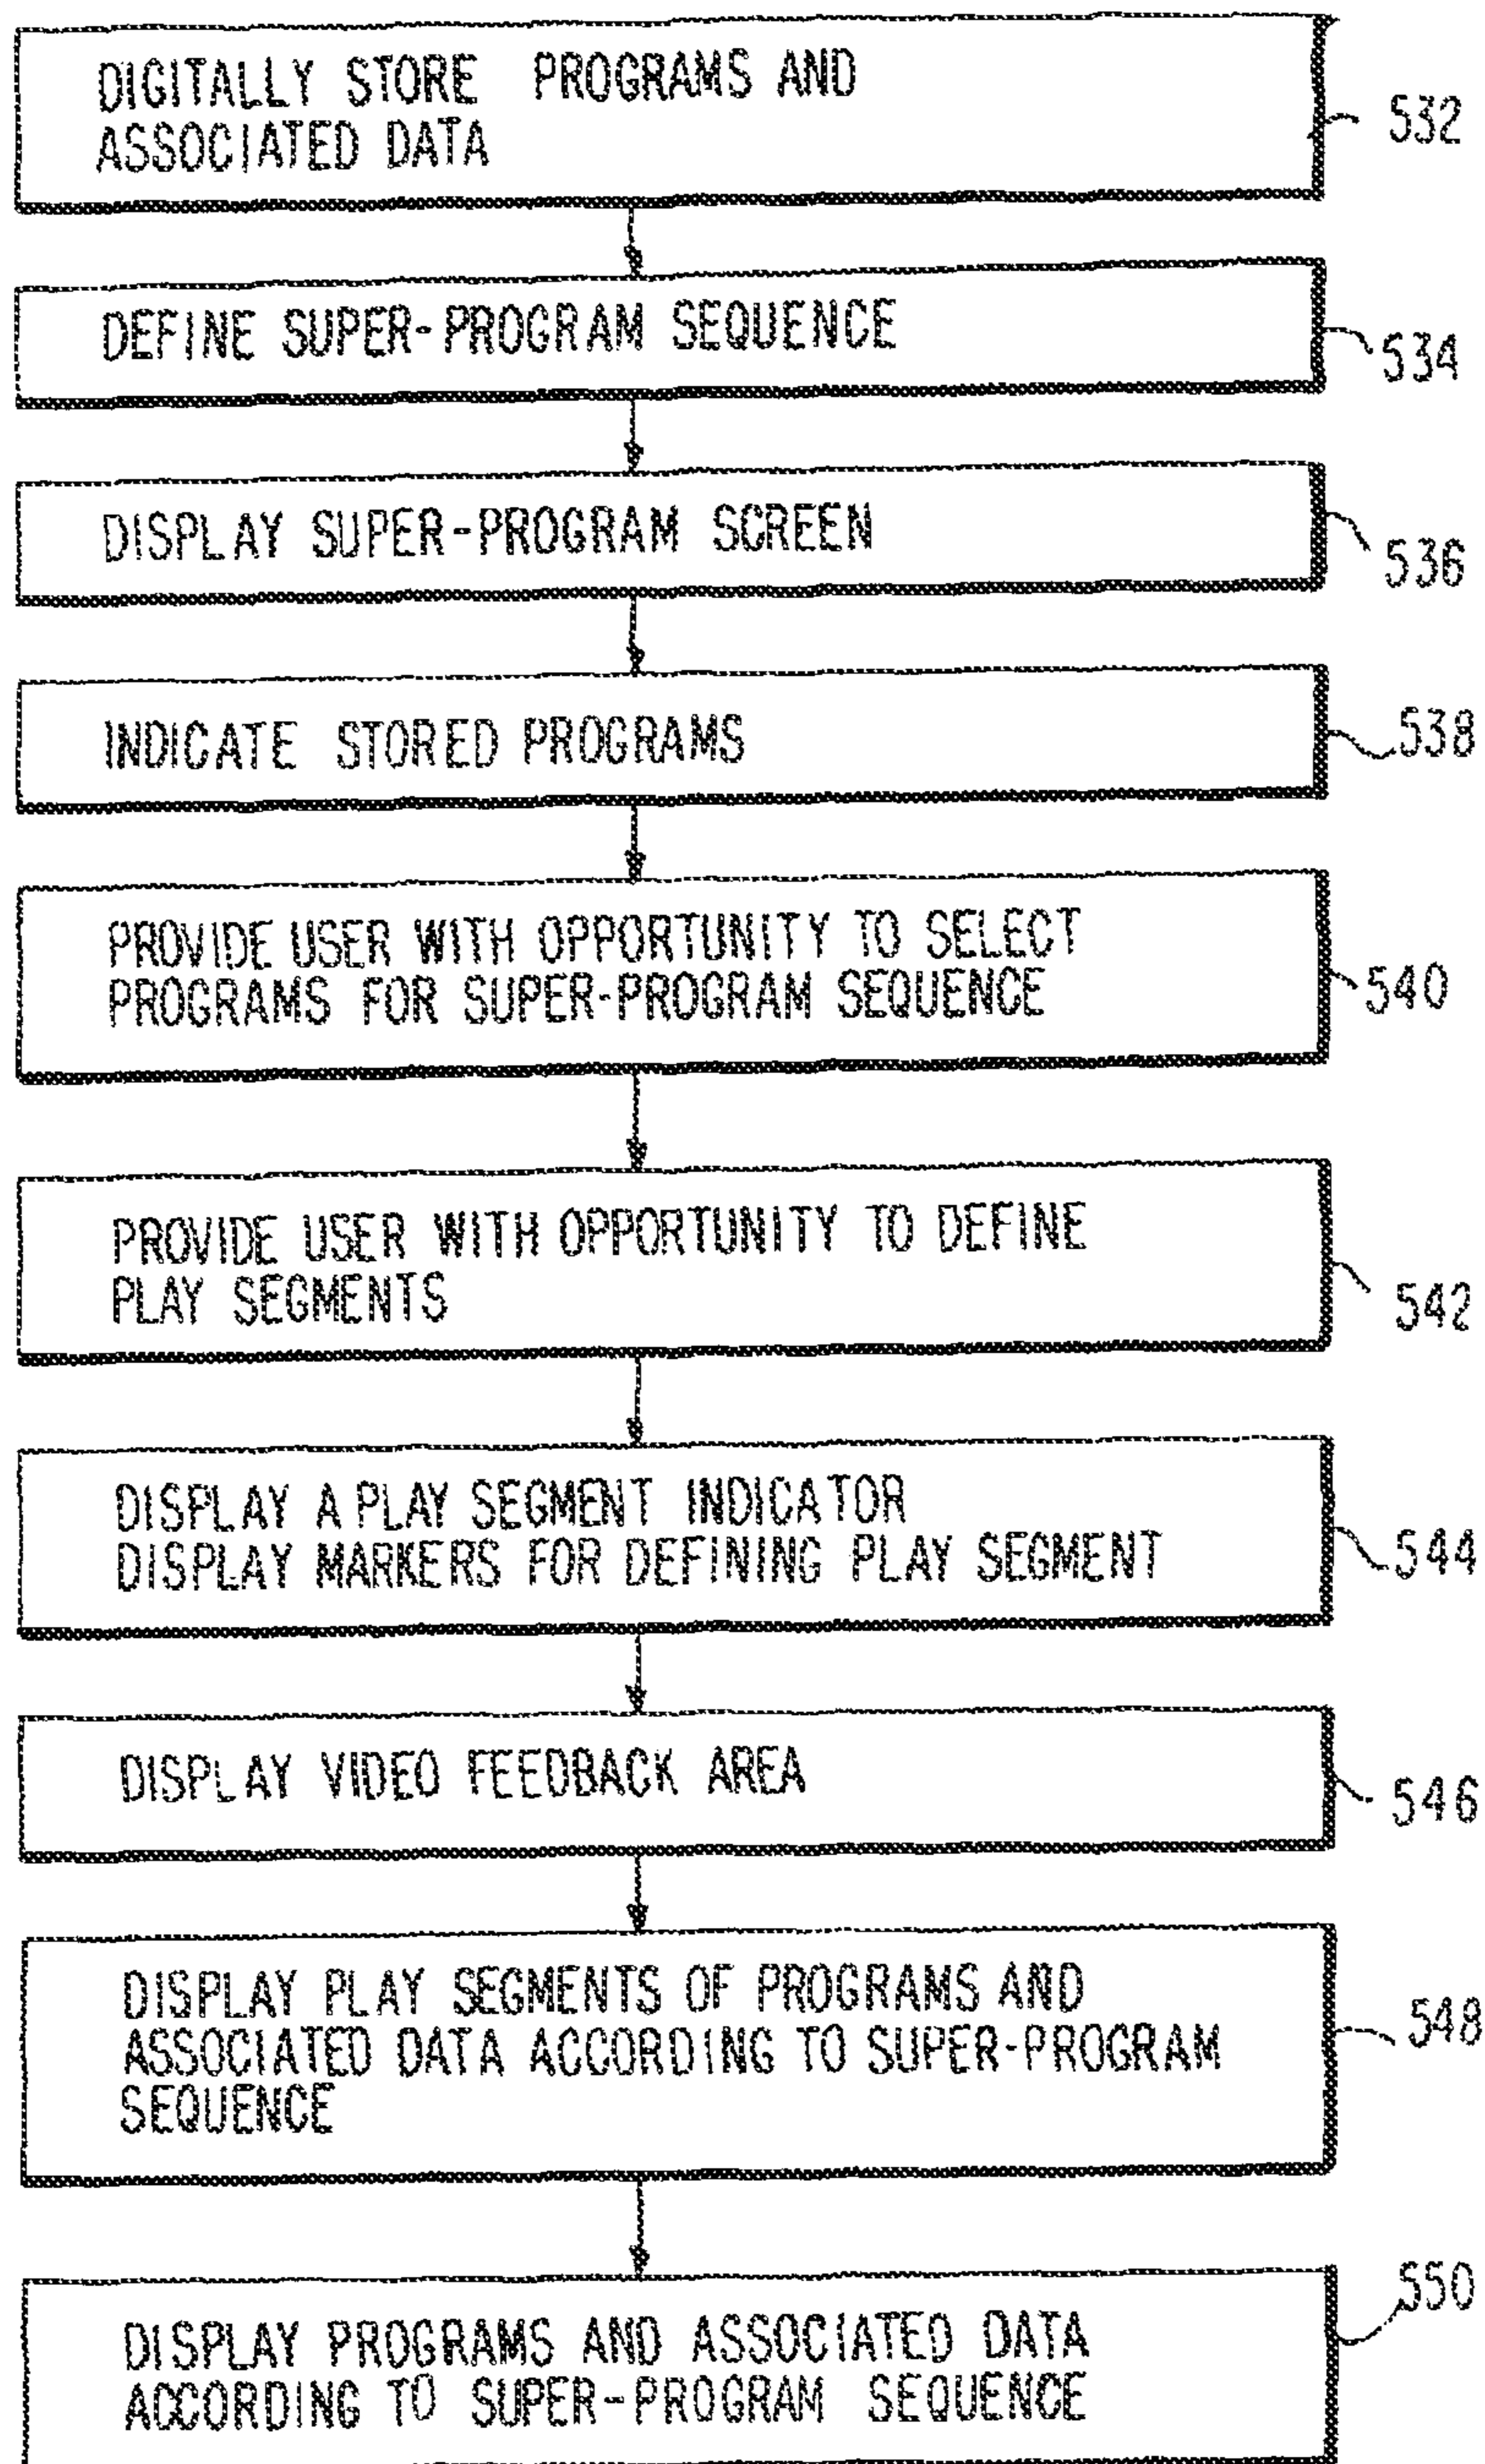 DIGITALLY STORE PROGRAMS AND
ASSOCIATED DATA
532
DEFINE SUPER-PROGRAM SEQUENCE
534
DISPLAY SUPER-PROGRAM SCREEN
536
INDICATE STORED PROGRAMS
538
PROVIDE USER WITH OPPORTUNITY TO SELECT
PROGRAMS FOR SUPER-PROGRAM SEQUENCE
540
PROVIDE USER WITH OPPORTUNITY TO DEFINE
PLAY SEGMENTS
542
DISPLAY A PLAY SEGMENT INDICATOR
DISPLAY MARKERS FOR DEFINING PLAY SEGMENT
544
DISPLAY VIDEO FEEDBACK AREA
546
DISPLAY PLAY SEGMENTS OF PROGRAMS AND
ASSOCIATED DATA ACCORDING TO SUPER-PROGRAM
SEQUENCE
548
DISPLAY PROGRAMS AND ASSOCIATED DATA
ACCORDING TO SUPER-PROGRAM SEQUENCE
550